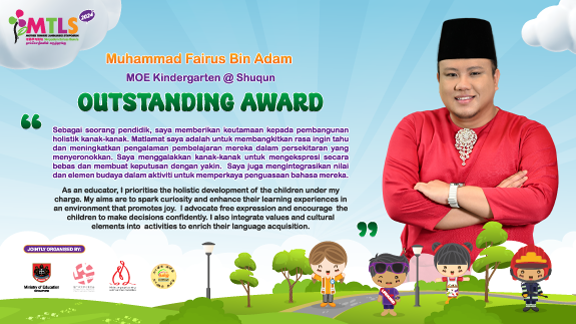 MTLS
2024
Muhammad Fairus Bin Adam
MOE Kindergarten @ Shuqun
OUTSTANDING AWARD
Sebagai seorang pendidik, saya memberikan keutamaan kepada pembangunan
holistik kanak-kanak. Matlamat saya adalah untuk membangkitkan rasa ingin tahu
dan meningkatkan pengalaman pembelajaran mereka dalam persekitaran yang
menyeronokkan. Saya menggalakkan kanak-kanak untuk mengekspresi secara
bebas dan membuat keputusan dengan yakin. Saya juga mengintegrasikan nilai
dan elemen budaya dalam aktiviti untuk memperkaya penguasaan bahasa mereka.
As an educator, I prioritise the holistic development of the children under my
charge. My aims are to spark curiosity and enhance their learning experiences in
an environment that promotes joy. I advocate free expression and encourage the
children to make decisions confidently. I also integrate values and cultural
elements into activities to enrich their language acquisition.
JOINTLY ORGANISED BY:
Ministry of Education
SINGAPORE